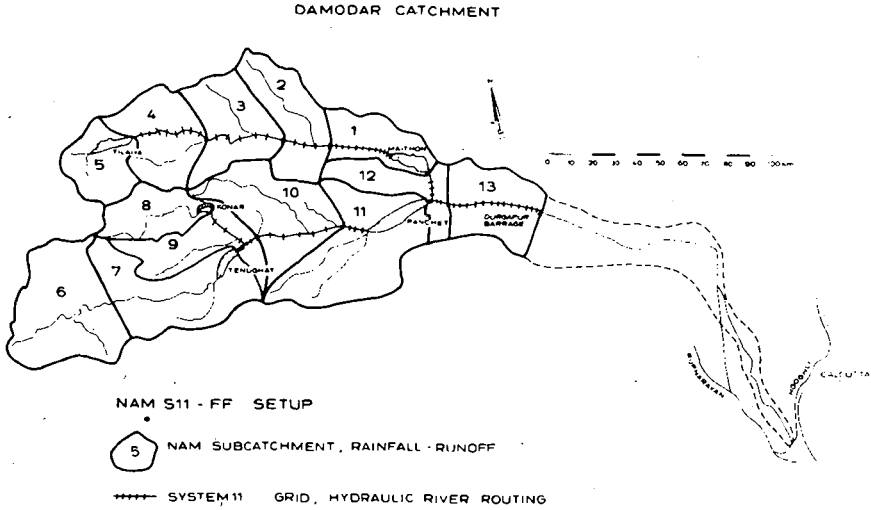 DAMODAR CATCHMENT
2
4
3
1
MAITHON
N
TILAIYA
5
12
0 10 20 30 40 50 60 70 80 90 100 km
13
10
8
KONAR
11
PANCHET
DURGAPUR
BARRAGE
9
7
TENUGHAT
6
RUPNARAYAN
HOOGHLI
CALCUTTA
NAM S11 - FF SETUP
5 NAM SUBCATCHMENT, RAINFALL - RUNOFF
SYSTEM 11 GRID, HYDRAULIC RIVER ROUTING